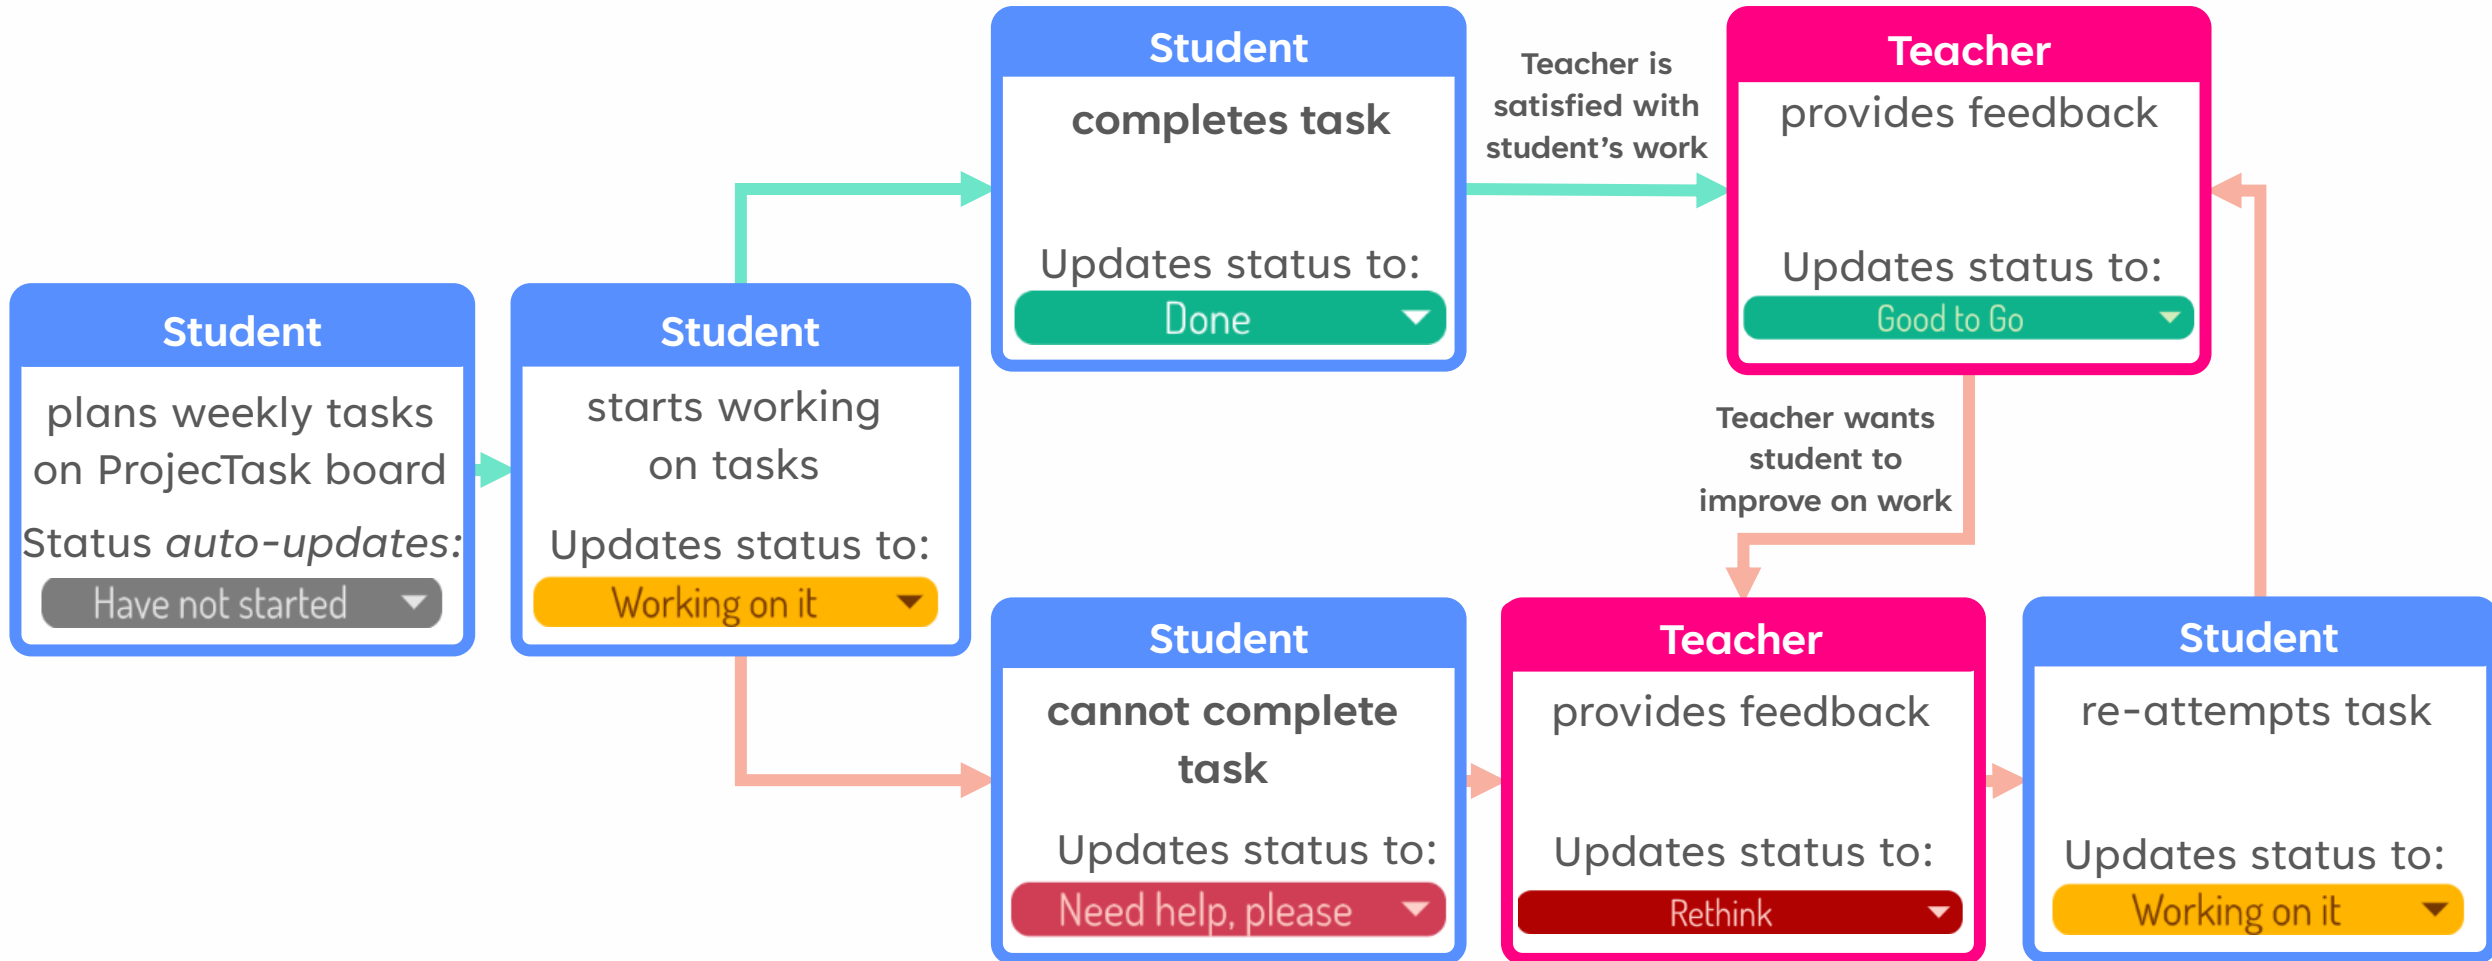 Student
plans weekly tasks
on ProjecTask board
Status auto-updates:
Have not started
Student
starts working
on tasks
Updates status to:
Working on it
Student
completes task
Updates status to:
Done
Teacher is
satisfied with
student's work
Teacher
provides feedback
Updates status to:
Good to Go
Teacher wants
student to
improve on work
Student
cannot complete
task
Updates status to:
Need help, please
Teacher
provides feedback
Updates status to:
Rethink
Student
re-attempts task
Updates status to:
Working on it